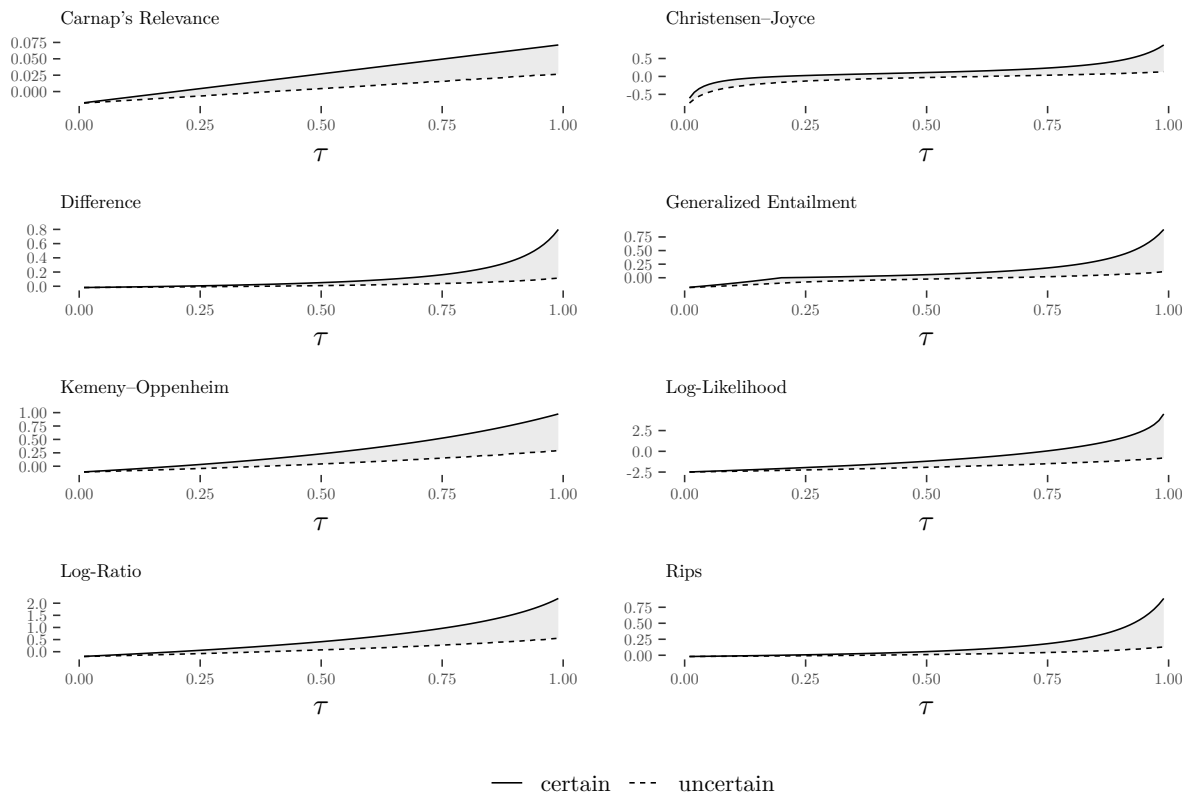 Carnap's Relevance
0.075
0.050
0.025
0.000
0.00 0.25 0.50 0.75 1.00
τ
Christensen–Joyce
0.5
0.0
-0.5
0.00 0.25 0.50 0.75 1.00
τ
Difference
0.8
0.6
0.4
0.2
0.0
0.00 0.25 0.50 0.75 1.00
τ
Generalized Entailment
0.75
0.50
0.25
0.00
0.00 0.25 0.50 0.75 1.00
τ
Kemeny–Oppenheim
1.00
0.75
0.50
0.25
0.00
0.00 0.25 0.50 0.75 1.00
τ
Log-Likelihood
2.5
0.0
-2.5
0.00 0.25 0.50 0.75 1.00
τ
Log-Ratio
2.0
1.5
1.0
0.5
0.0
0.00 0.25 0.50 0.75 1.00
τ
Rips
0.75
0.50
0.25
0.00
0.00 0.25 0.50 0.75 1.00
τ
certain uncertain